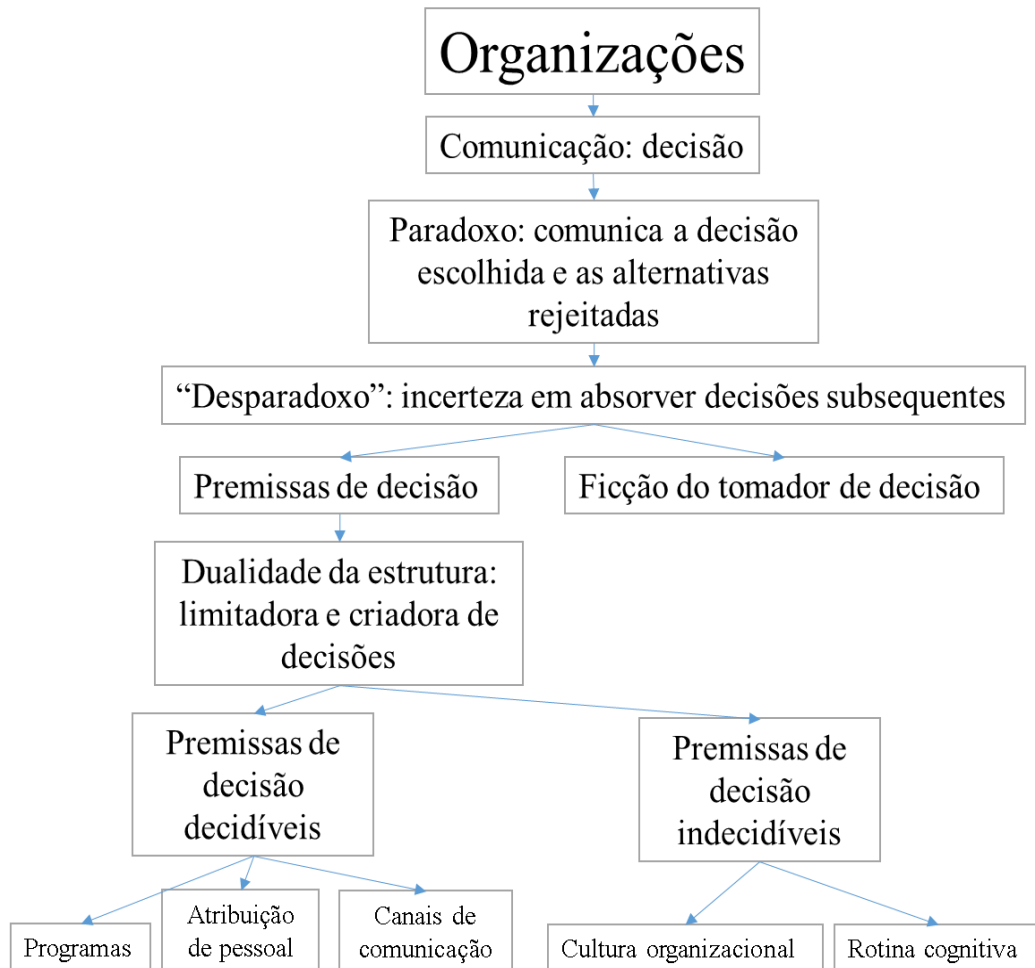 Organizações
Comunicação: decisão
Paradoxo: comunica a decisão
escolhida e as alternativas
rejeitadas
“Desparadoxo”: incerteza em absorver decisões subsequentes
Premissas de decisão
Ficção do tomador de decisão
Dualidade da estrutura:
limitadora e criadora de
decisões
Premissas de
decisão
decidíveis
Premissas de
decisão
indecidíveis
Programas
Atribuição
de pessoal
Canais de
comunicação
Cultura organizacional
Rotina cognitiva